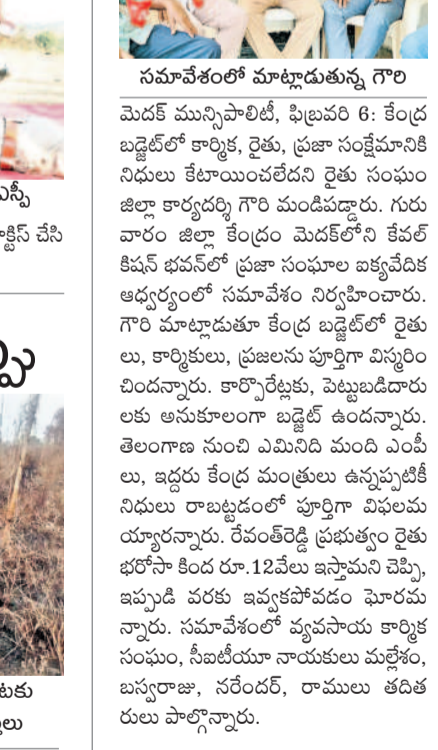 సమావేశంలో మాట్లాడుతున్న గౌరి
మెదక్ మున్సిపాలిటీ, ఫిబ్రవరి 6: కేంద్ర
బడ్జెట్‌లో కార్మిక, రైతు, ప్రజా సంక్షేమానికి
నిధులు కేటాయించలేదని రైతు సంఘం
జిల్లా కార్యదర్శి గౌరి మండిపడ్డారు. గురు
వారం జిల్లా కేంద్రం మెదక్‌లోని కేవల్
కిషన్ భవన్‌లో ప్రజా సంఘాల ఐక్యవేదిక
ఆధ్వర్యంలో సమావేశం నిర్వహించారు.
గౌరి మాట్లాడుతూ కేంద్ర బడ్జెట్‌లో రైతు
లు, కార్మికులు, ప్రజలను పూర్తిగా విస్మరిం
చిందన్నారు. కార్పొరేట్లకు, పెట్టుబడిదారు
లకు అనుకూలంగా బడ్జెట్ ఉందన్నారు.
తెలంగాణ నుంచి ఎమినిది మంది ఎంపీ
లు, ఇద్దరు కేంద్ర మంత్రులు ఉన్నప్పటికీ
నిధులు రాబట్టడంలో పూర్తిగా విఫలమ
య్యారన్నారు. రేవంత్‌రెడ్డి ప్రభుత్వం రైతు
భరోసా కింద రూ.12వేలు ఇస్తామని చెప్పి,
ఇప్పుడి వరకు ఇవ్వకపోవడం ఘోరమ
న్నారు. సమావేశంలో వ్యవసాయ కార్మిక
సంఘం, సీఐటీయూ నాయకులు మల్లేశం,
బస్వరాజు, నరేందర్, రాములు తదిత
రులు పాల్గొన్నారు.